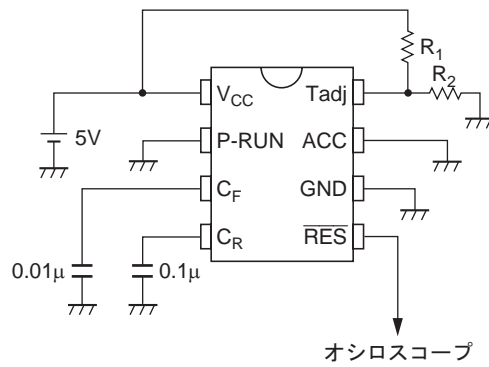 R1
R2
VCC
Tadj
5V
P-RUN
ACC
CF
GND
CR
RES
0.01μ
0.1μ
オシロスコープ